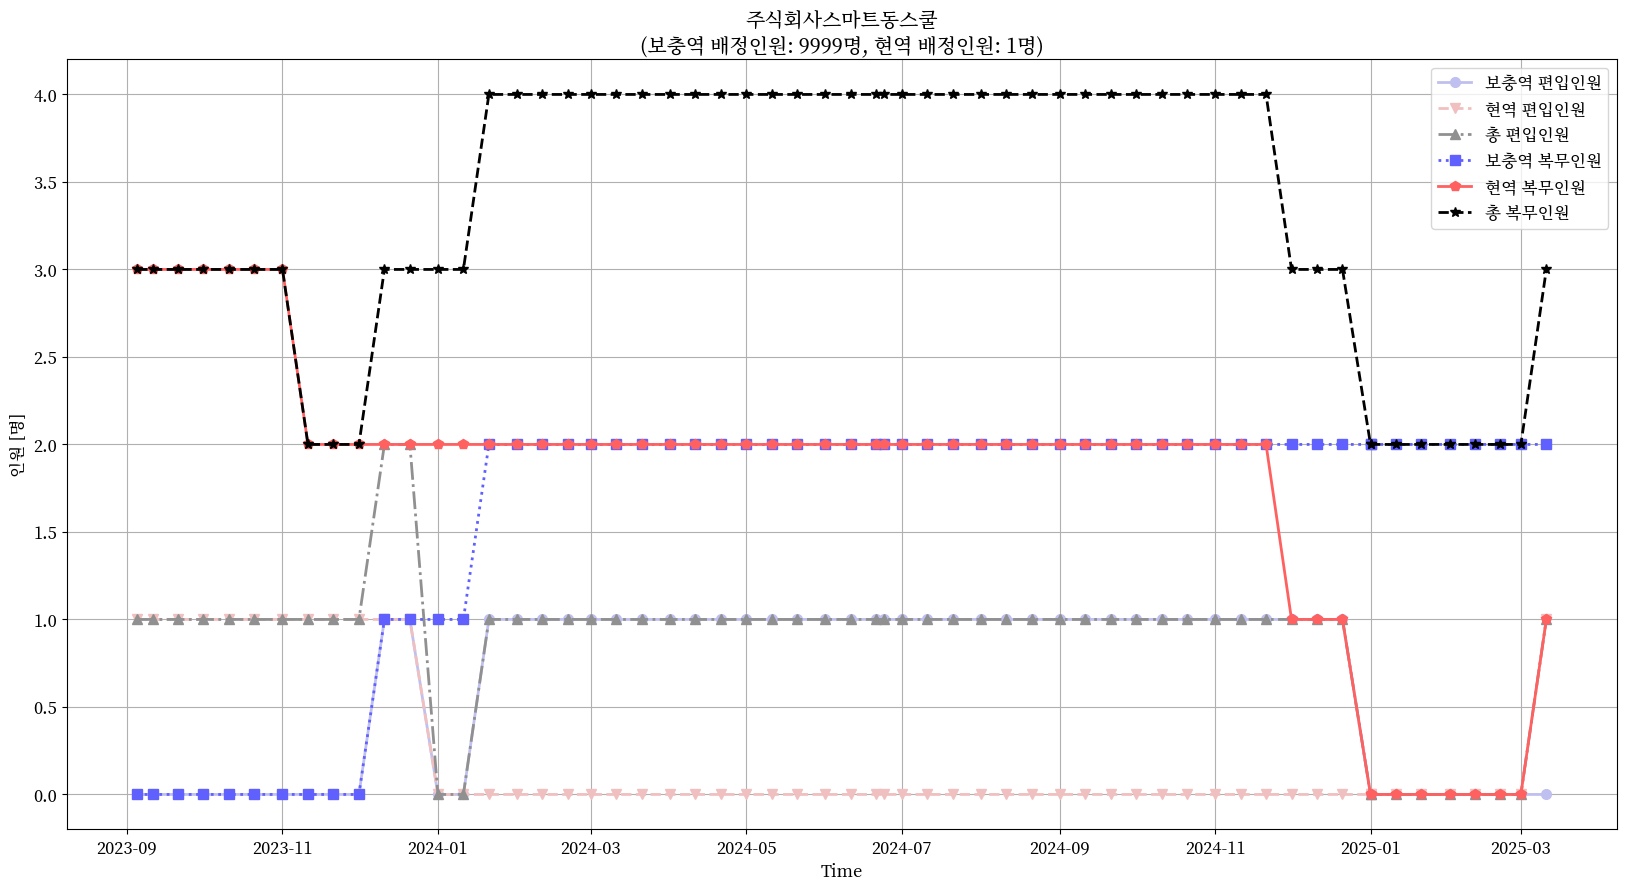 주식회사스마트동스쿨
(보충역 배정인원: 9999명, 현역 배정인원: 1명)
보충역 편입인원
현역 편입인원
총 편입인원
보충역 복무인원
현역 복무인원
총 복무인원
인원 [명]
4.0
3.5
3.0
2.5
2.0
1.5
1.0
0.5
0.0
2023-09
2023-11
2024-01
2024-03
2024-05
2024-07
2024-09
2024-11
2025-01
2025-03
Time